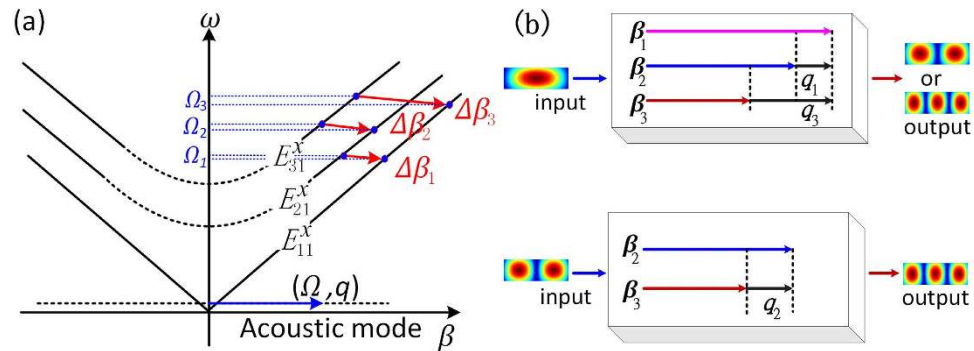 (a)
ω
Ω₃
Ω₂
Ω₁
Δβ₂
Δβ₃
Δβ₁
E₃₁ˣ
E₂₁ˣ
E₁₁ˣ
(Ω,q)
Acoustic mode
β
(b)
input
β₁
β₂
q₁
β₃
q₃
or
output
input
β₂
β₃
q₂
output